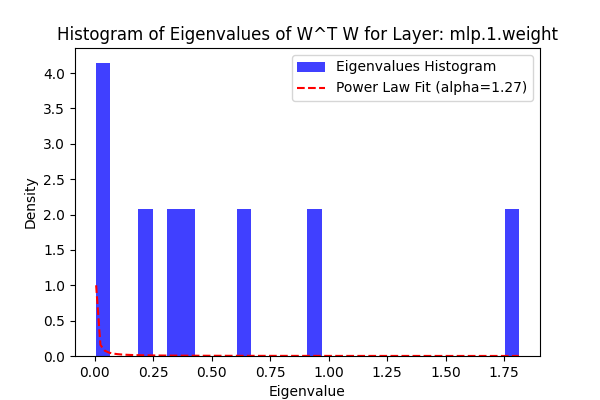 Histogram of Eigenvalues of W^T W for Layer: mlp.1.weight
Eigenvalues Histogram
Power Law Fit (alpha=1.27)
Density
4.0
3.5
3.0
2.5
2.0
1.5
1.0
0.5
0.0
0.00 0.25 0.50 0.75 1.00 1.25 1.50 1.75
Eigenvalue